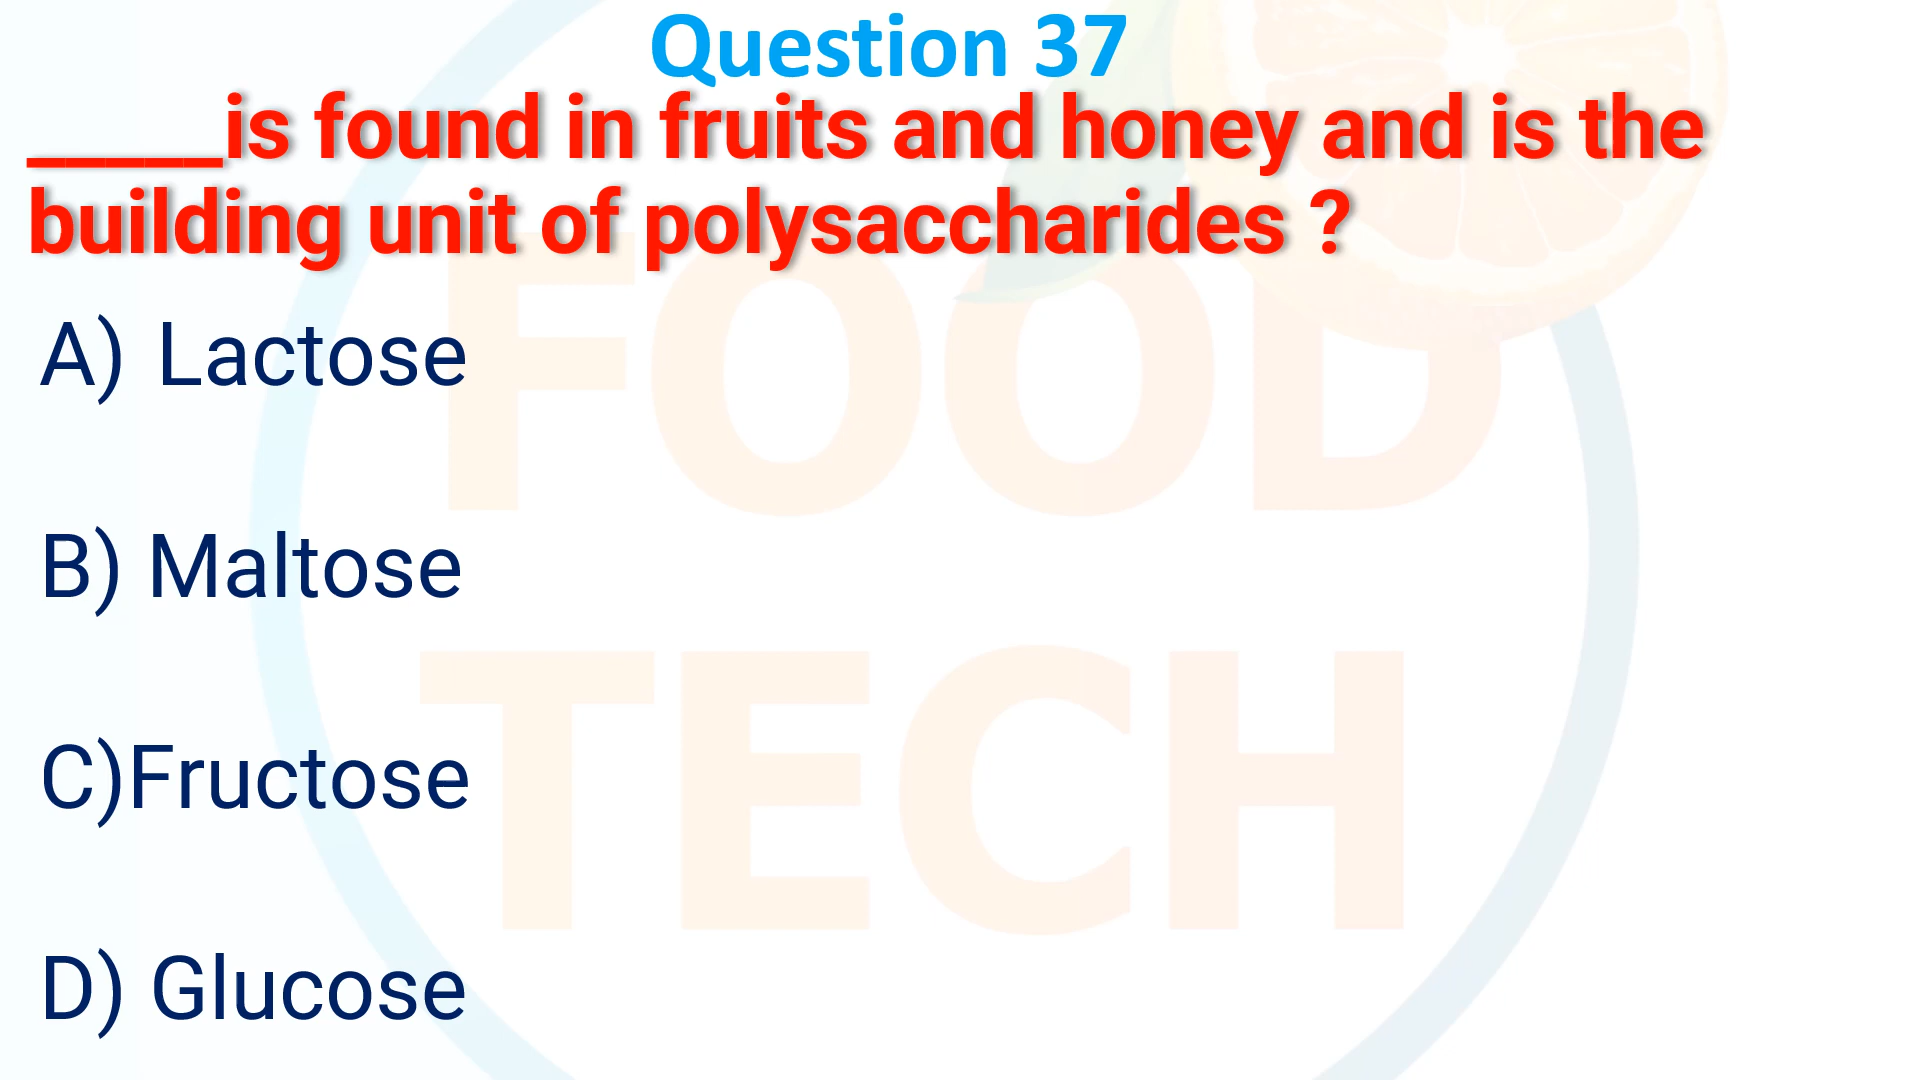 Question 37
_____is found in fruits and honey and is the
building unit of polysaccharides ?
A) Lactose
B) Maltose
C)Fructose
D) Glucose
FOOD
TECH